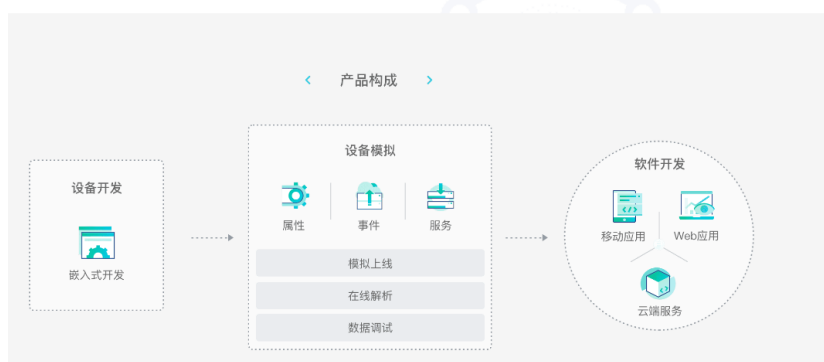 产品构成
设备开发
嵌入式开发
设备模拟
属性
事件
服务
模拟上线
在线解析
数据调试
软件开发
移动应用
Web应用
云端服务